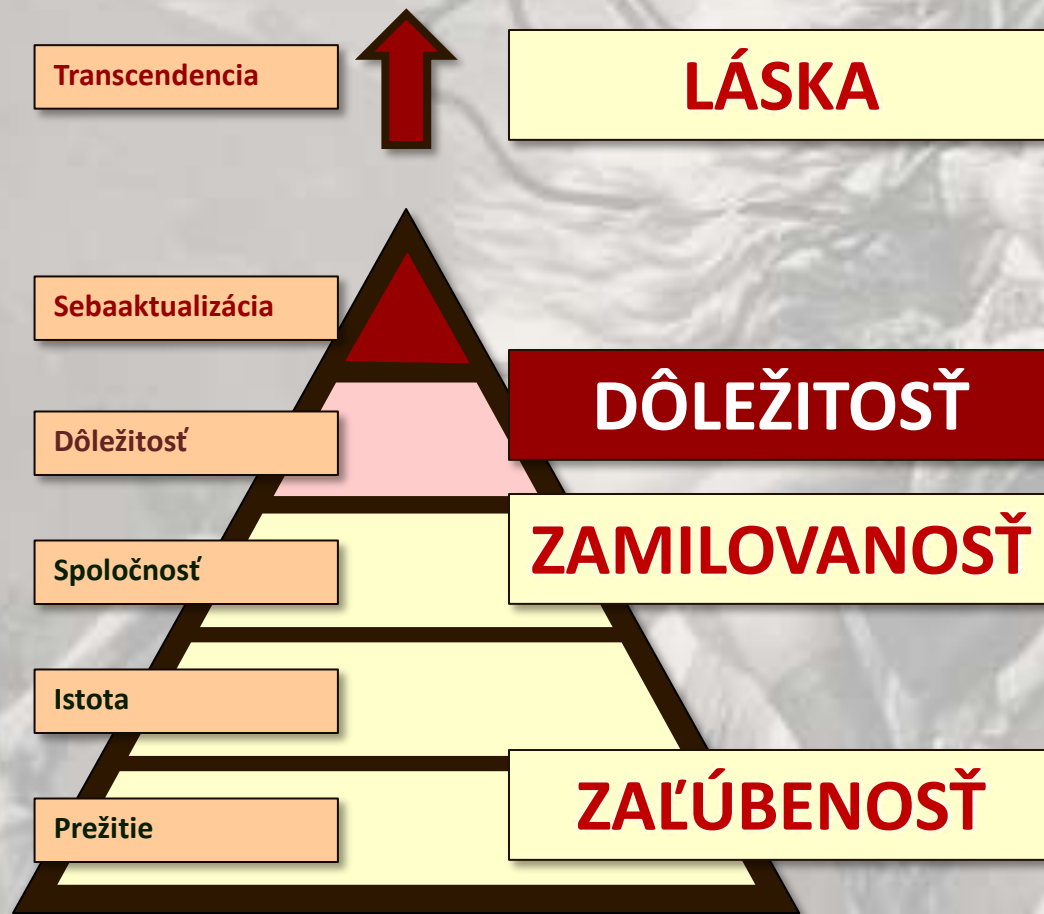 Transcendencia
LÁSKA
Sebaaktualizácia
DÔLEŽITOSŤ
Dôležitosť
ZAMILOVANOSŤ
Spoločnosť
Istota
ZAĽÚBENOSŤ
Prežitie